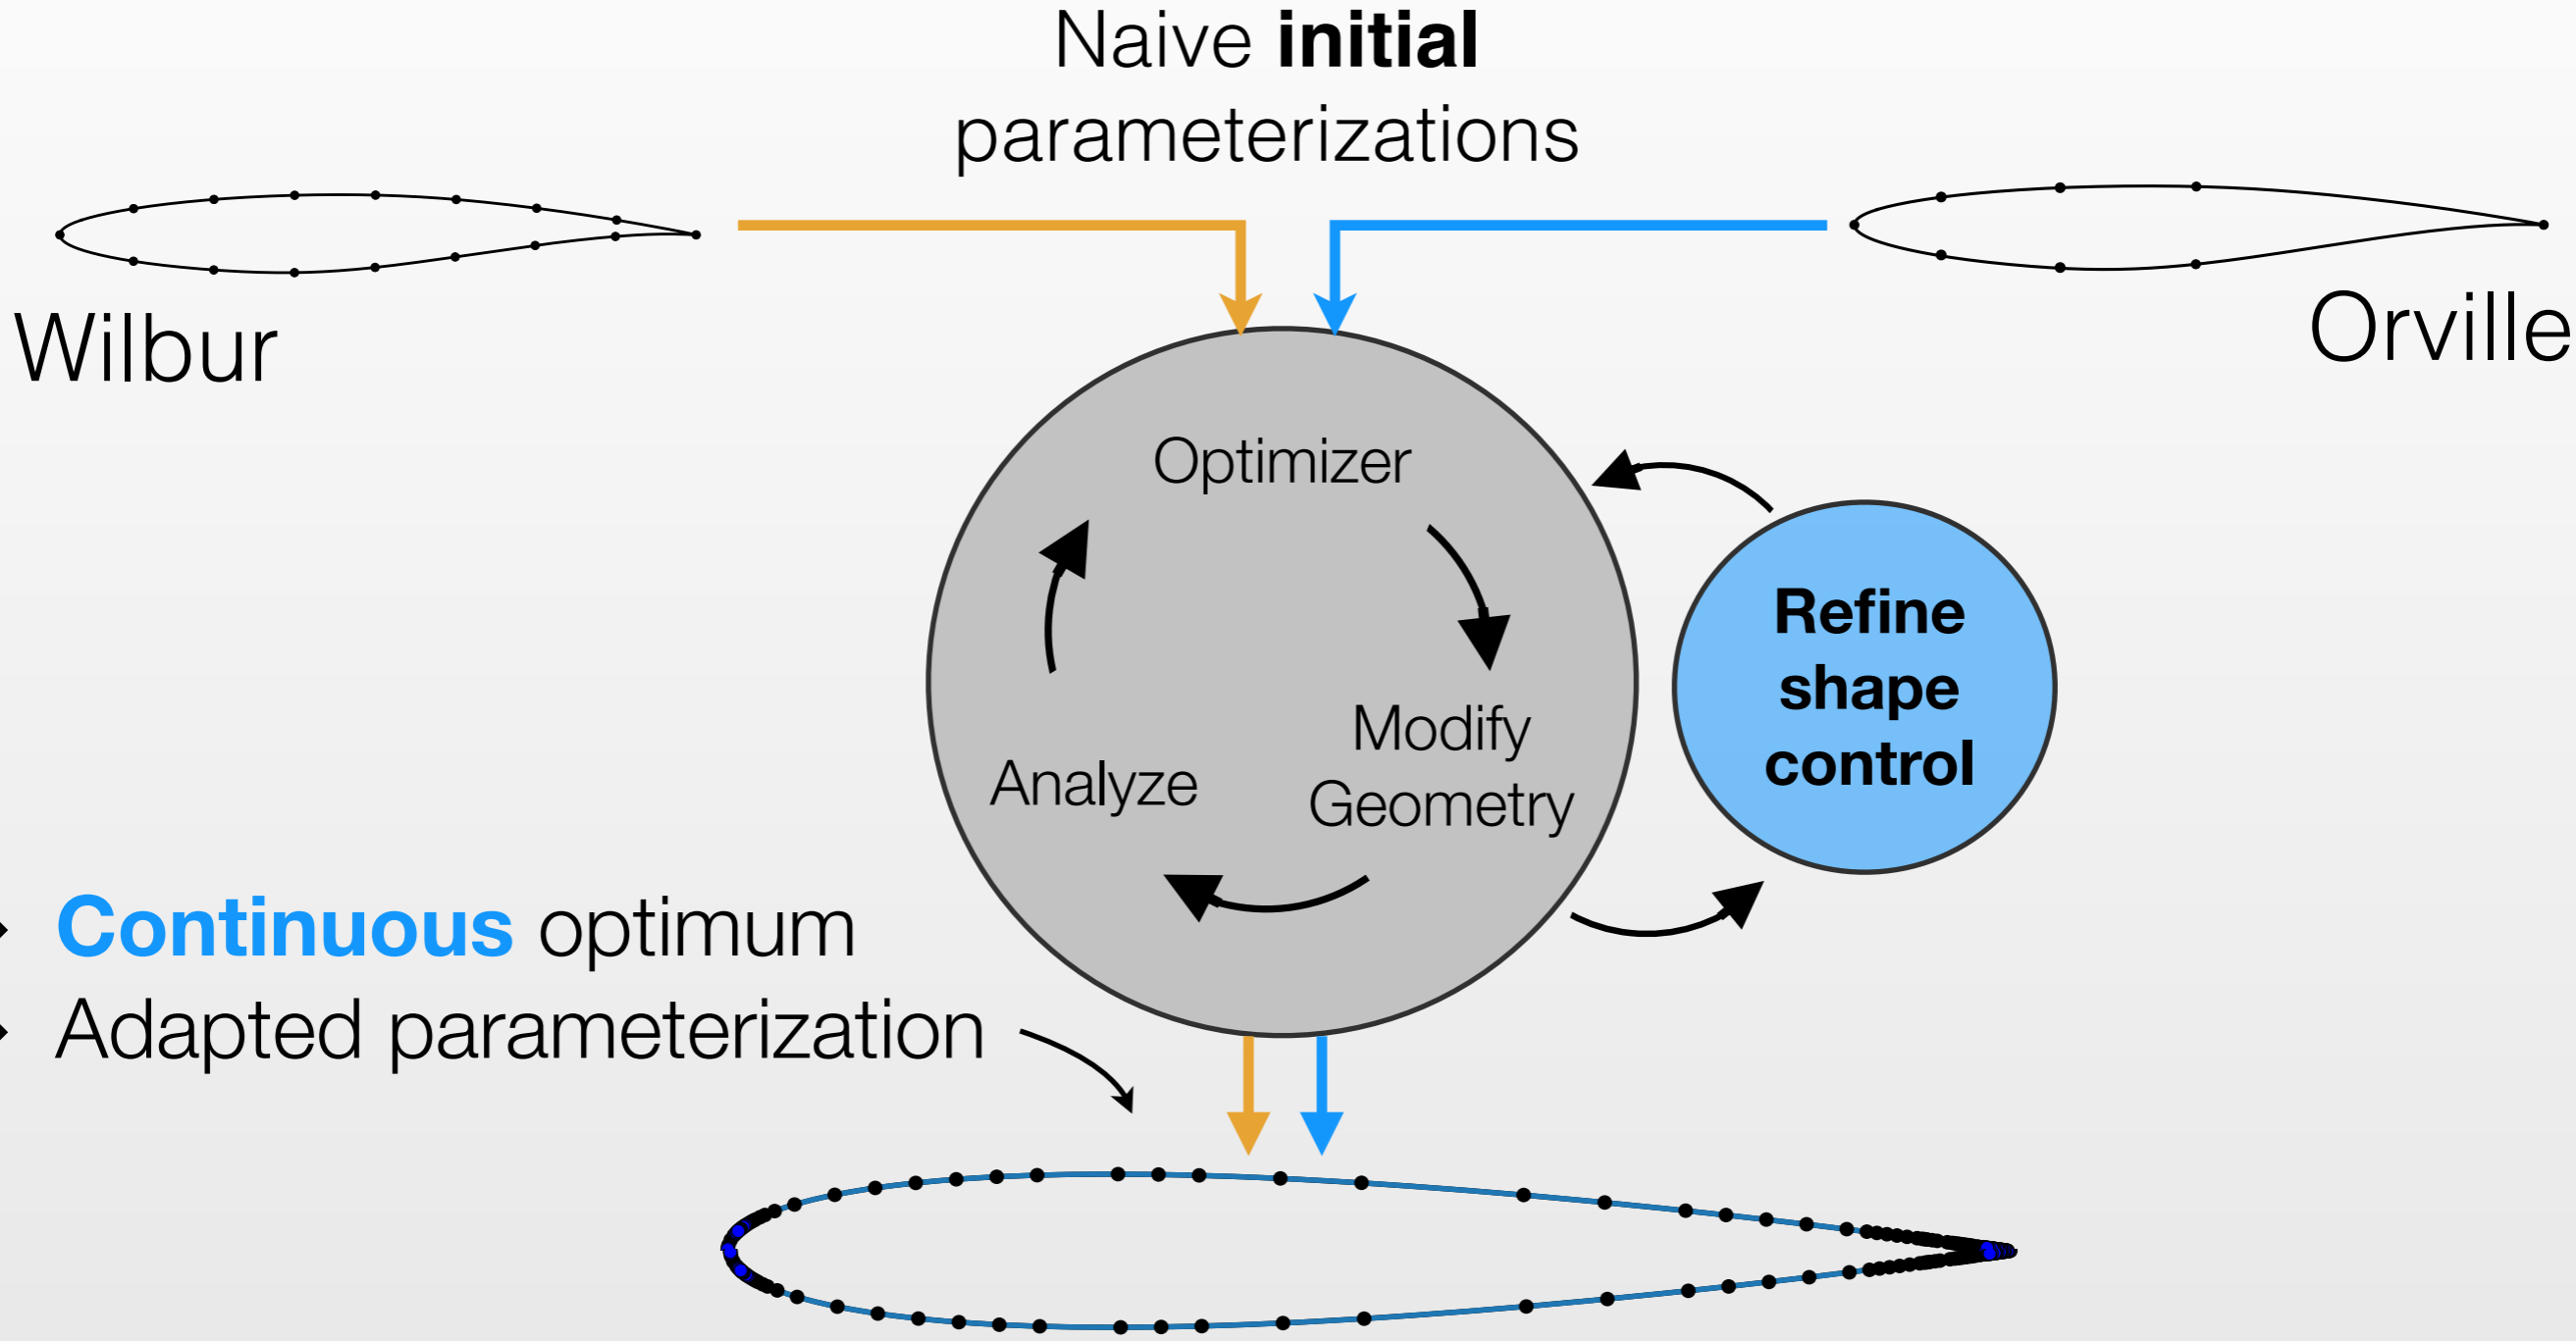 Naive initial
parameterizations
Wilbur
Orville
Optimizer
Modify
Geometry
Analyze
Refine
shape
control
Continuous optimum
Adapted parameterization